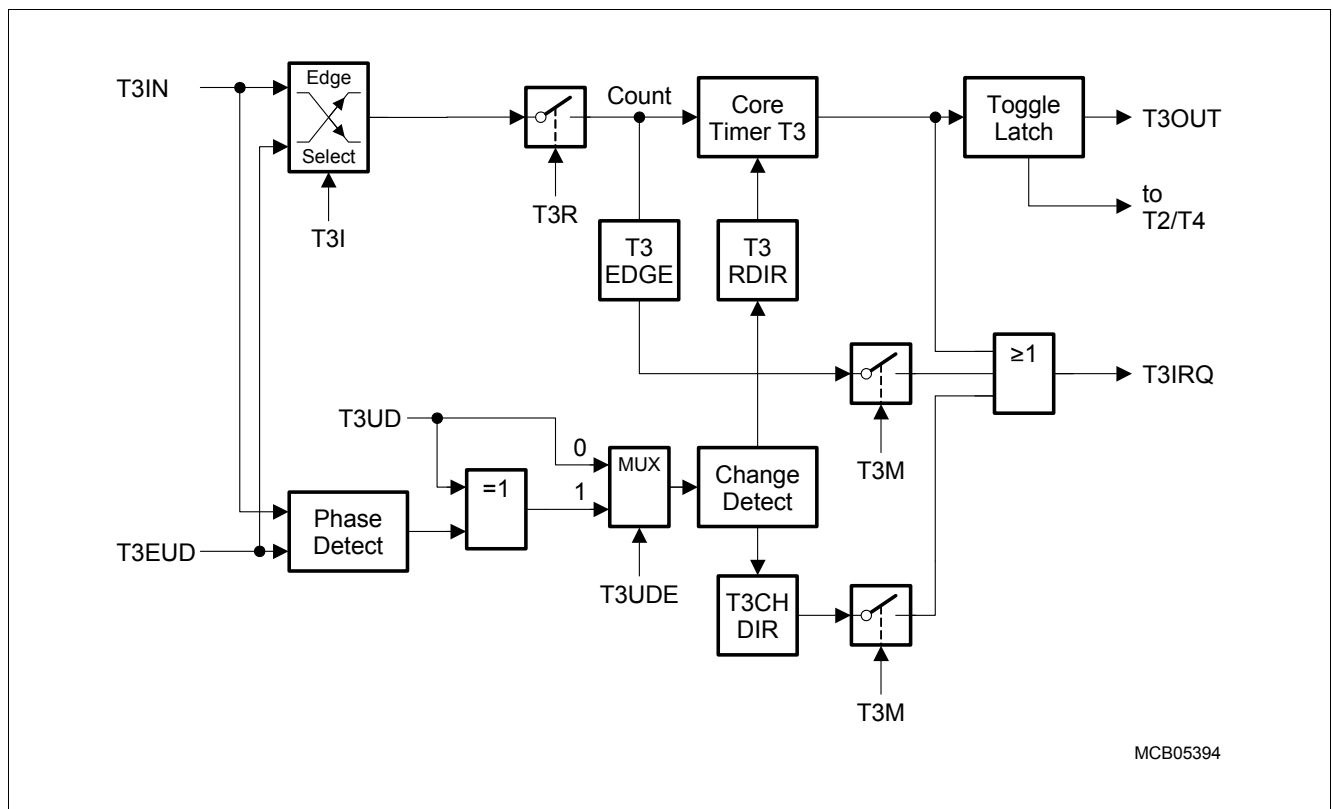 T3IN
Edge
Select
T3I
T3R
Count
Core
Timer T3
Toggle
Latch
T3OUT
to
T2/T4
T3
EDGE
T3
RDIR
≥1
T3IRQ
T3M
T3UD
0
1
MUX
=1
Change
Detect
Phase
Detect
T3EUD
T3UDE
T3CH
DIR
T3M
MCB05394